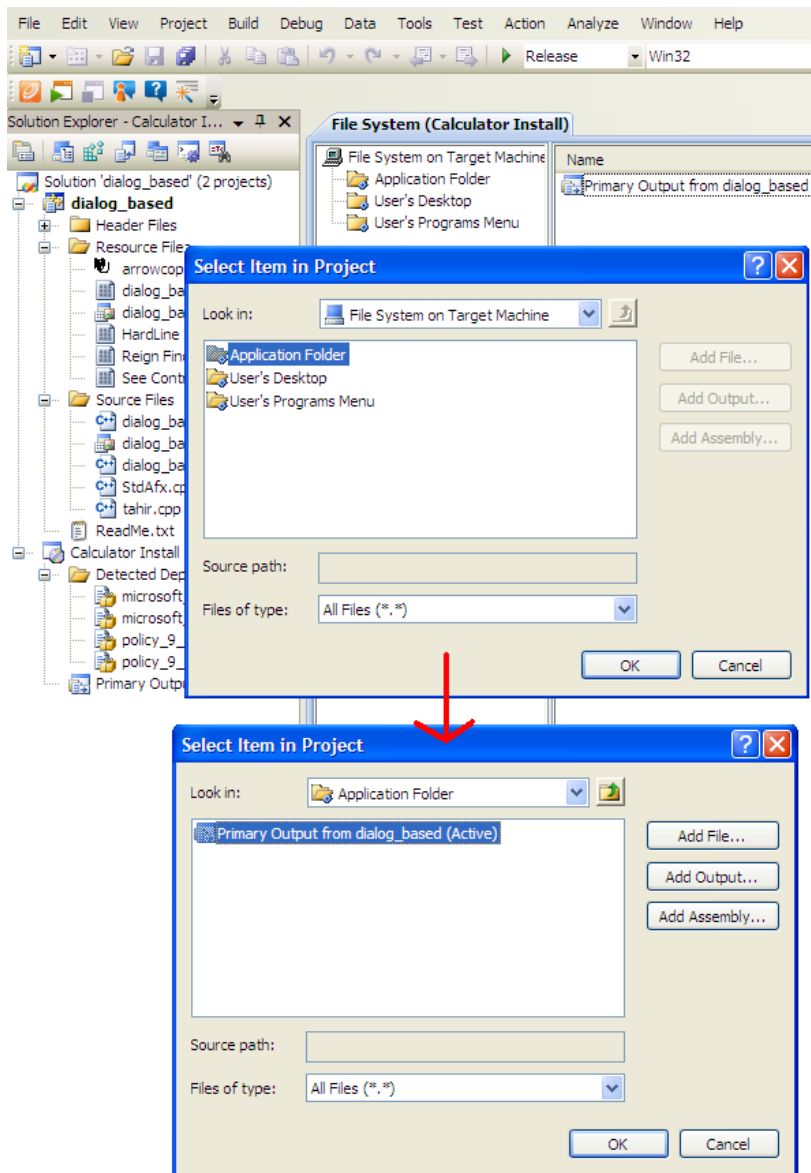 File Edit View Project Build Debug Data Tools Test Action Analyze Window Help
Release Win32
Solution Explorer - Calculator I...
File System (Calculator Install)
Solution 'dialog_based' (2 projects)
dialog_based
Header Files
Resource Files
arrowcop
dialog_ba
dialog_ba
HardLine
Reign Fin
See Cont
Source Files
dialog_ba
dialog_ba
dialog_ba
StdAfx.cp
tahir.cpp
ReadMe.txt
Calculator Install
Detected Dep
microsoft_
microsoft_
policy_9_
policy_9_
Primary Outp
File System on Target Machine
Application Folder
User's Desktop
User's Programs Menu
Name
Primary Output from dialog_based
Select Item in Project
Look in: File System on Target Machine
Application Folder
User's Desktop
User's Programs Menu
Add File...
Add Output...
Add Assembly...
Source path:
Files of type: All Files (*.*)
OK Cancel
Select Item in Project
Look in: Application Folder
Primary Output from dialog_based (Active)
Add File...
Add Output...
Add Assembly...
Source path:
Files of type: All Files (*.*)
OK Cancel